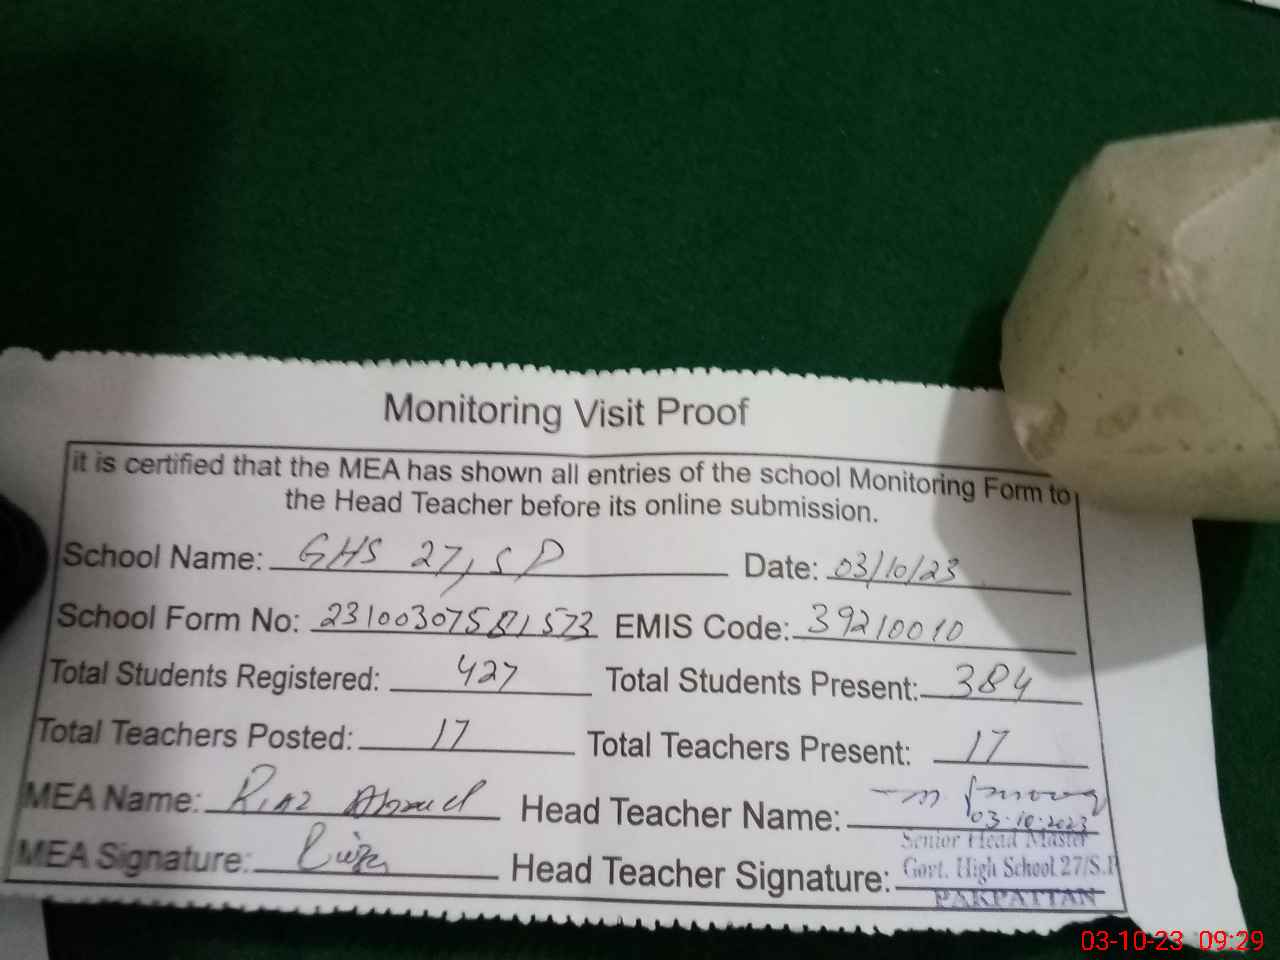 Monitoring Visit Proof
it is certified that the MEA has shown all entries of the school Monitoring Form to
the Head Teacher before its online submission.
School Name: GHS 27/SP Date: 03/10/23
School Form No: 231003075871573 EMIS Code: 39210010
Total Students Registered: 427 Total Students Present: 384
Total Teachers Posted: 17 Total Teachers Present: 17
MEA Name: Riaz Ahmed Head Teacher Name:
03-10-2023
Senior Head Master
MEA Signature: Riaz Head Teacher Signature: Govt. High School 27/S.P
PAKPATTAN
03-10-23 09:29